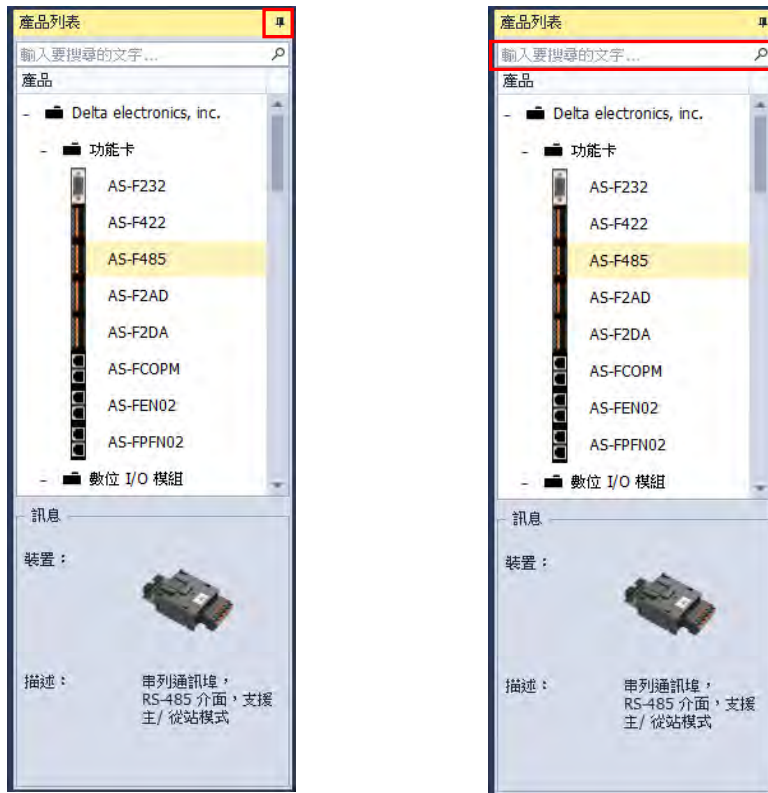 產品列表
輸入要搜尋的文字...
產品
- Delta electronics, inc.
- 功能卡
AS-F232
AS-F422
AS-F485
AS-F2AD
AS-F2DA
AS-FCOPM
AS-FEN02
AS-FPFN02
- 數位 I/O 模組
訊息
裝置：
描述：
串列通訊埠，
RS-485 介面，支援
主/ 從站模式
產品列表
輸入要搜尋的文字...
產品
- Delta electronics, inc.
- 功能卡
AS-F232
AS-F422
AS-F485
AS-F2AD
AS-F2DA
AS-FCOPM
AS-FEN02
AS-FPFN02
- 數位 I/O 模組
訊息
裝置：
描述：
串列通訊埠，
RS-485 介面，支援
主/ 從站模式